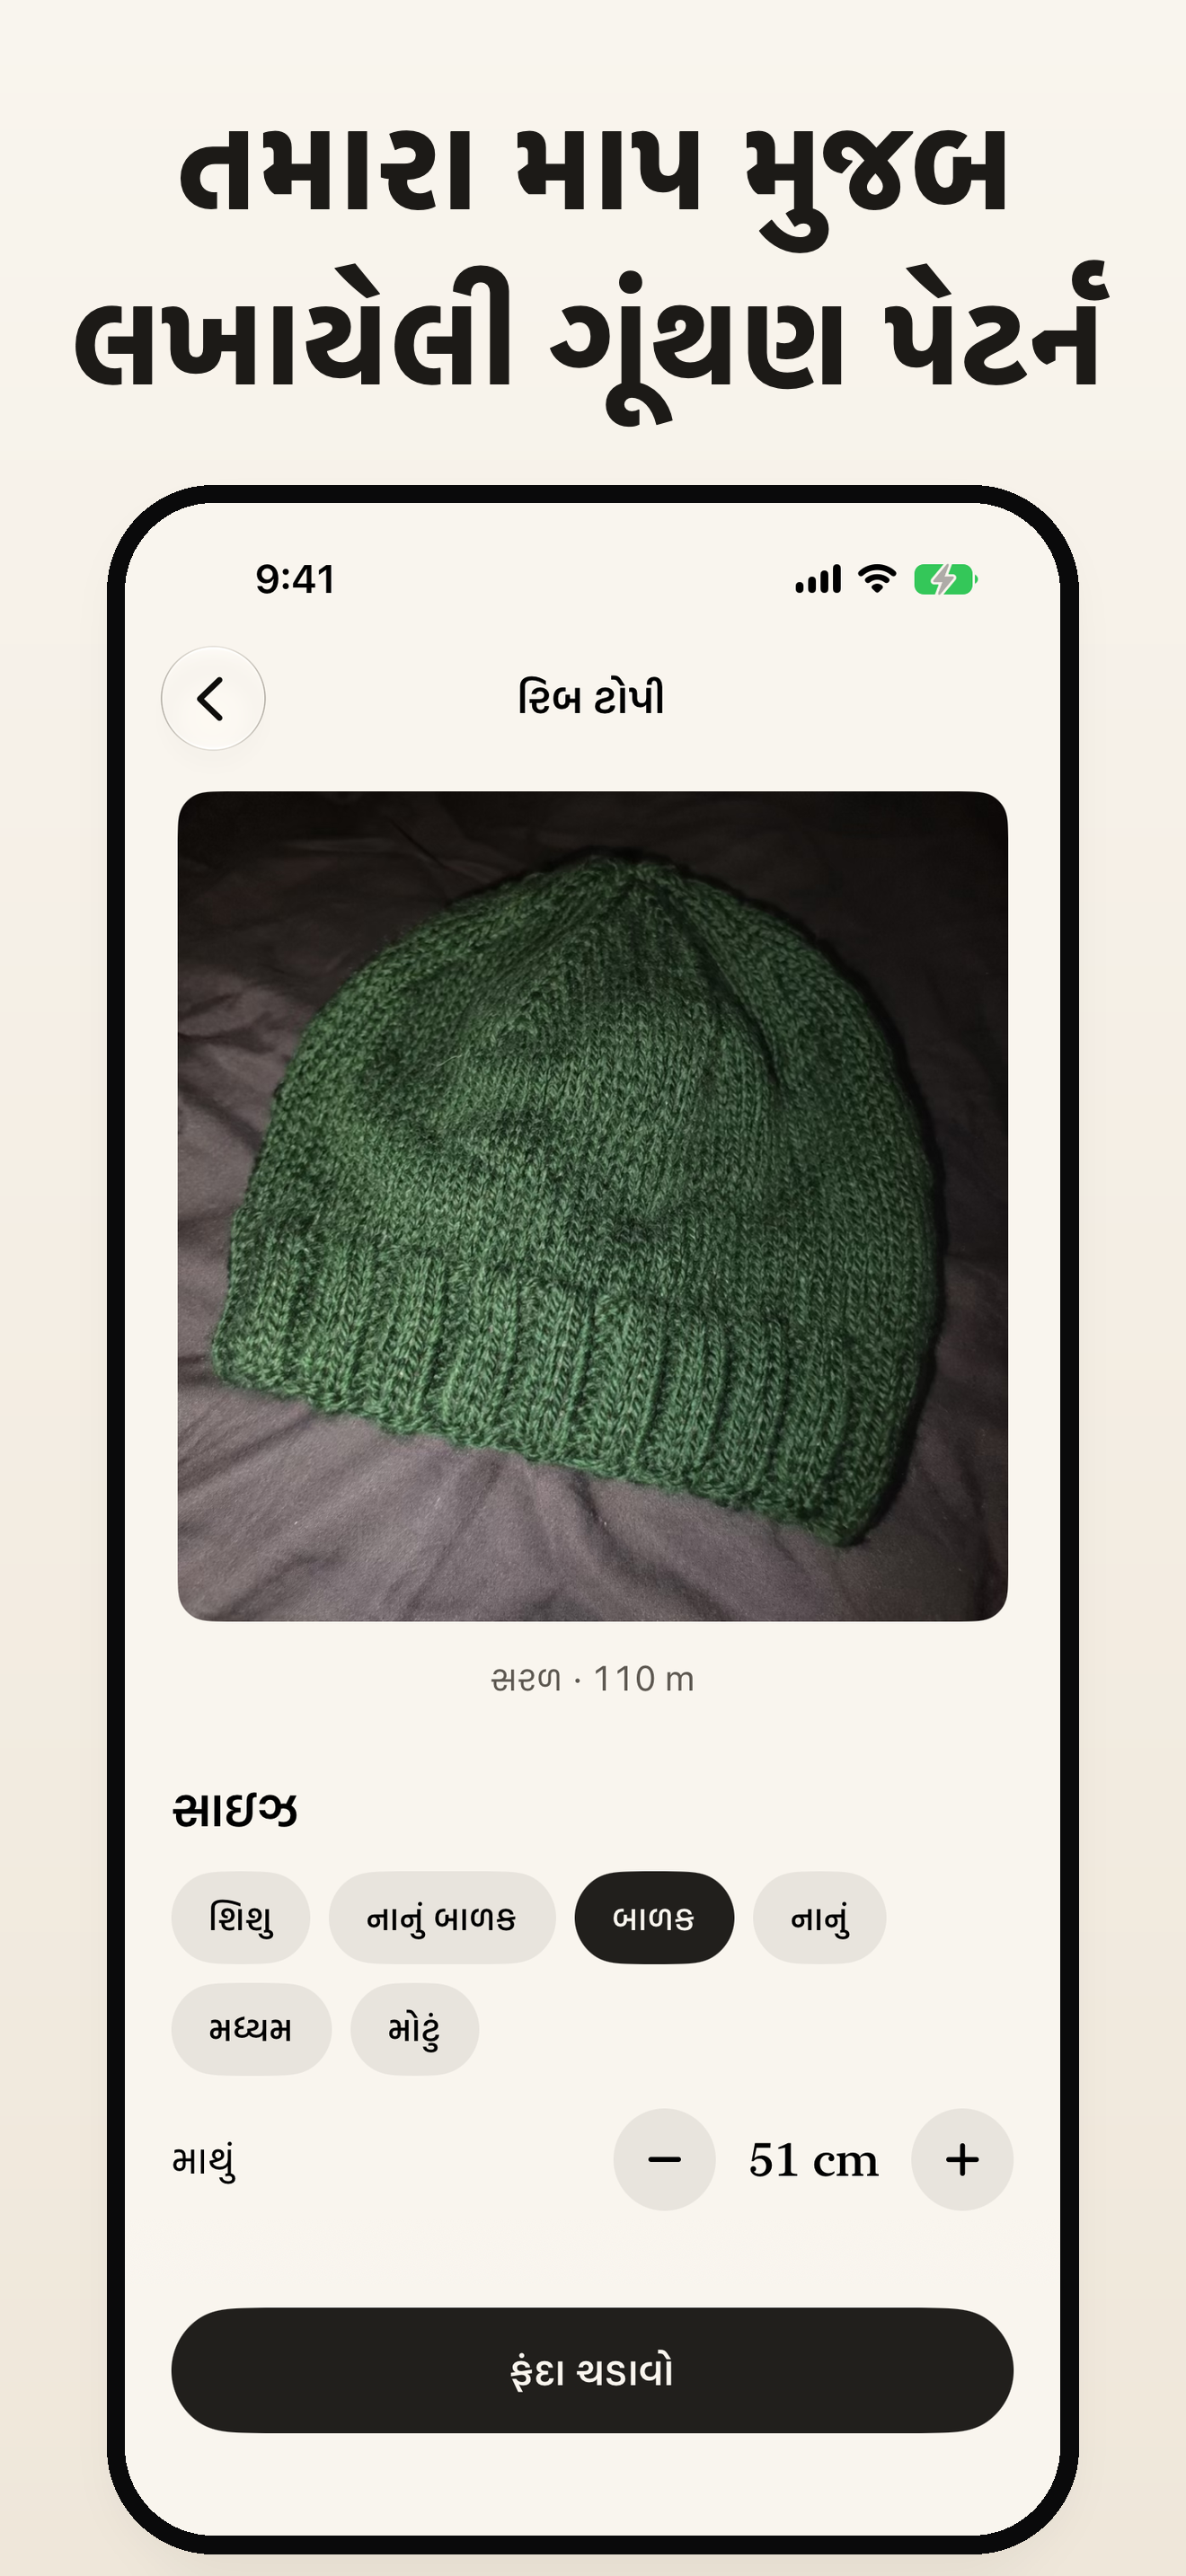 તમારા માપ મુજબ
લખાયેલી ગૂંથણ પેટર્ન
9:41
રિબ ટોપી
સરળ · 110 m
સાઇઝ
શિશુ નાનું બાળક બાળક નાનું
મધ્યમ મોટું
માથું − 51 cm +
ફંદા ચડાવો